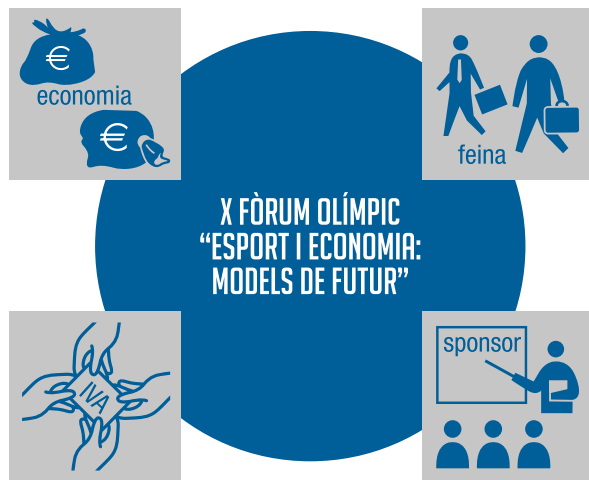 €
economia
€
feina
X FÒRUM OLÍMPIC
“ESPORT I ECONOMIA:
MODELS DE FUTUR”
IVA
sponsor